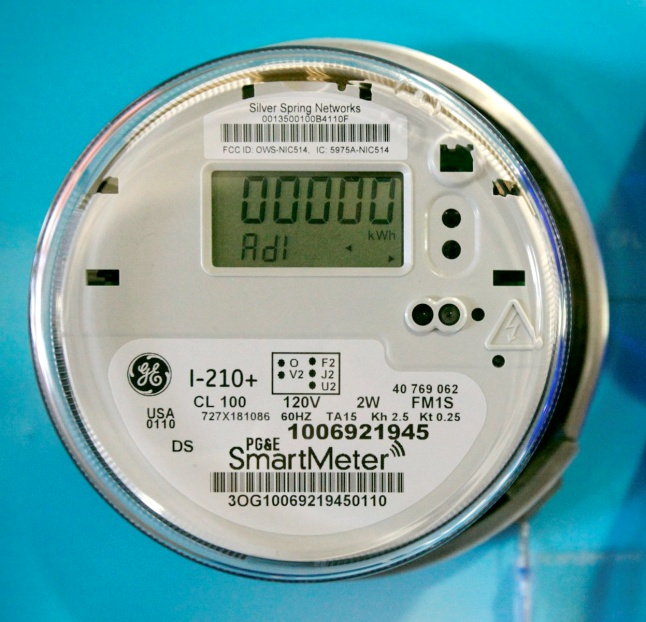 Silver Spring Networks
0013500100B4110F
FCC ID: OWS-NIC514, IC: 5975A-NIC514
00000
kWh
Adl
GE
I-210+
O F2
V2 J2
U2
40 769 062
CL 100 120V 2W FM1S
USA
0110
727X181086 60HZ TA15 Kh 2.5 Kt 0.25
1006921945
DS
PG&E
SmartMeter
3OG10069219450110